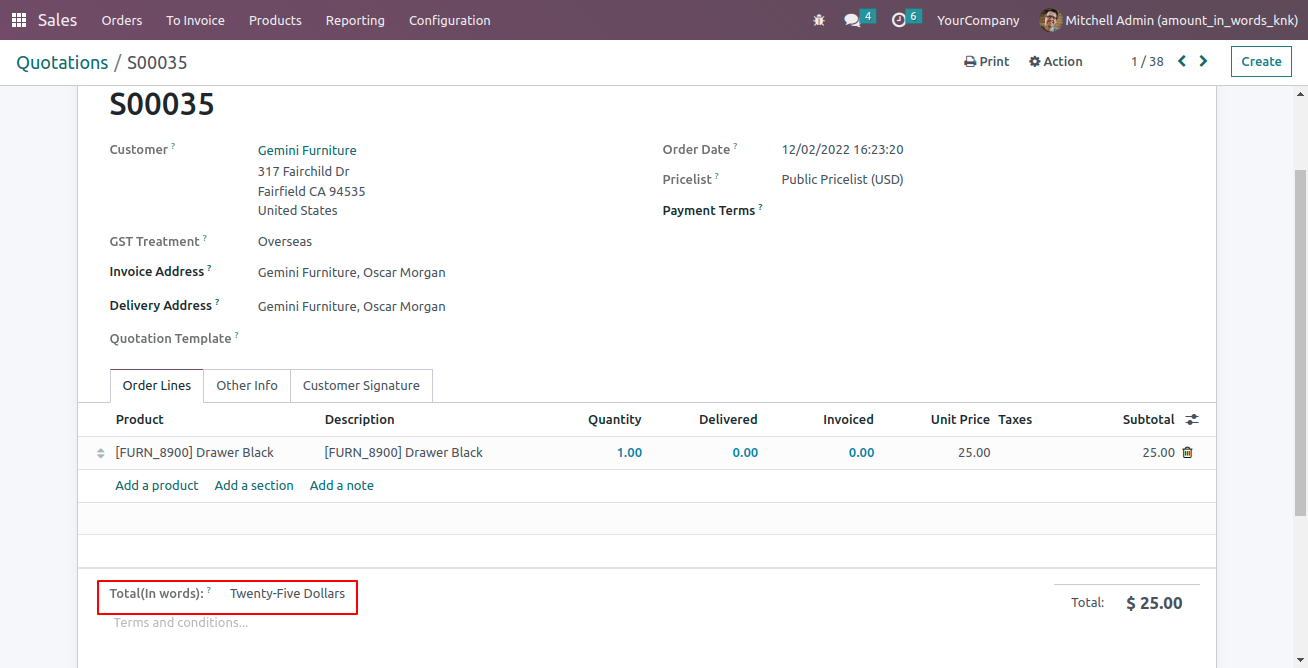 Sales Orders To Invoice Products Reporting Configuration 4 6 YourCompany Mitchell Admin (amount_in_words_knk)
Quotations / S00035 Print Action 1 / 38 Create
S00035
Customer ? Gemini Furniture Order Date ? 12/02/2022 16:23:20
317 Fairchild Dr
Fairfield CA 94535 Pricelist ? Public Pricelist (USD)
United States Payment Terms ?
GST Treatment ? Overseas
Invoice Address ? Gemini Furniture, Oscar Morgan
Delivery Address ? Gemini Furniture, Oscar Morgan
Quotation Template ?
Order Lines Other Info Customer Signature
Product Description Quantity Delivered Invoiced Unit Price Taxes Subtotal
[FURN_8900] Drawer Black [FURN_8900] Drawer Black 1.00 0.00 0.00 25.00 25.00
Add a product Add a section Add a note
Total(In words): ? Twenty-Five Dollars
Total: $ 25.00
Terms and conditions...